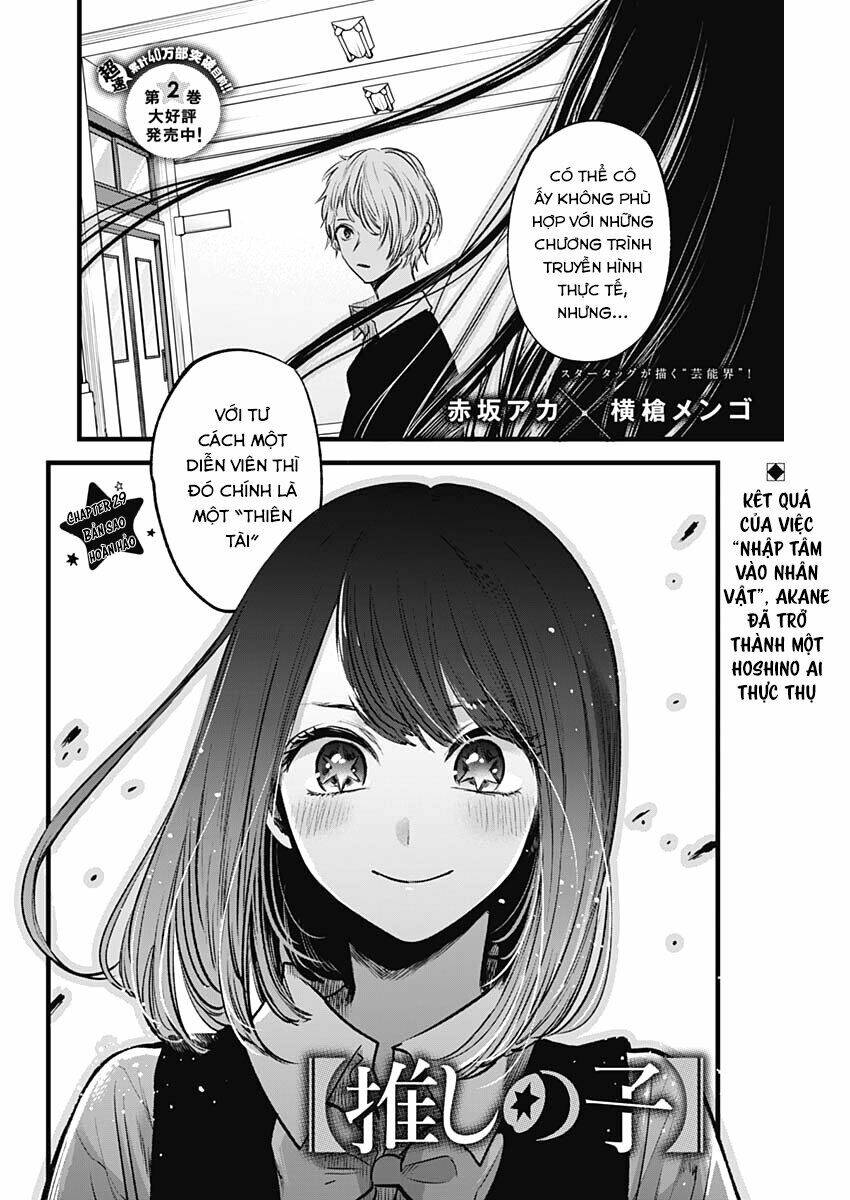 超速
累計40万部突破目前!!
第2巻
大好評
発売中!
CÓ THỂ CÔ
ẤY KHÔNG PHÙ
HỢP VỚI NHỮNG
CHƯƠNG TRÌNH
TRUYỀN HÌNH
THỰC TẾ,
NHƯNG...
スタータッグが描く“芸能界”!
赤坂アカ×横槍メンゴ
VỚI TƯ
CÁCH MỘT
DIỄN VIÊN THÌ
ĐÓ CHÍNH LÀ
MỘT “THIÊN
TÀI”
CHAPTER 29
BẢN SAO
HOÀN HẢO
KẾT QUẢ
CỦA VIỆC
“NHẬP TÂM
VÀO NHÂN
VẬT”, AKANE
ĐÃ TRỞ
THÀNH MỘT
HOSHINO AI
THỰC THỤ
【推しの子】